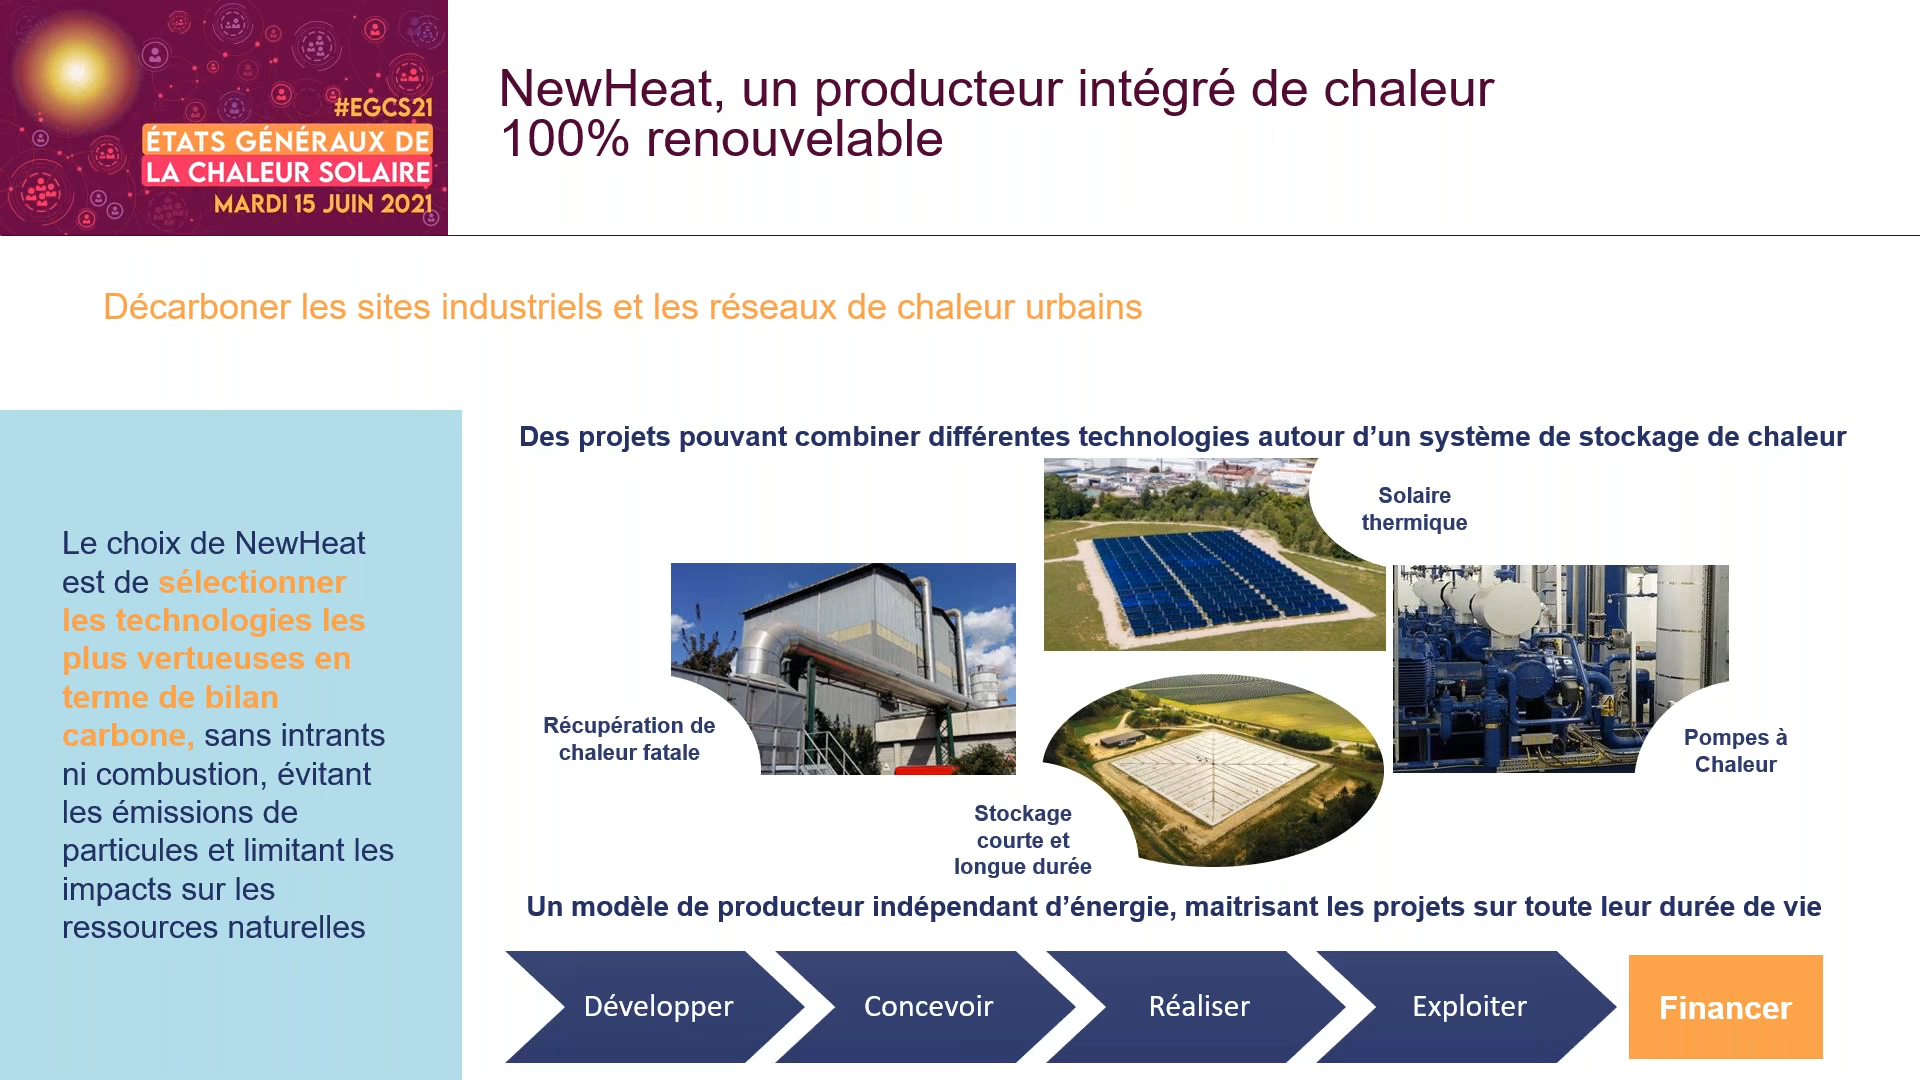 #EGCS21
ÉTATS GÉNÉRAUX DE
LA CHALEUR SOLAIRE
MARDI 15 JUIN 2021
NewHeat, un producteur intégré de chaleur
100% renouvelable
Décarboner les sites industriels et les réseaux de chaleur urbains
Le choix de NewHeat
est de sélectionner
les technologies les
plus vertueuses en
terme de bilan
carbone, sans intrants
ni combustion, évitant
les émissions de
particules et limitant les
impacts sur les
ressources naturelles
Des projets pouvant combiner différentes technologies autour d’un système de stockage de chaleur
Solaire
thermique
Récupération de
chaleur fatale
Pompes à
Chaleur
Stockage
courte et
longue durée
Un modèle de producteur indépendant d’énergie, maitrisant les projets sur toute leur durée de vie
Développer
Concevoir
Réaliser
Exploiter
Financer